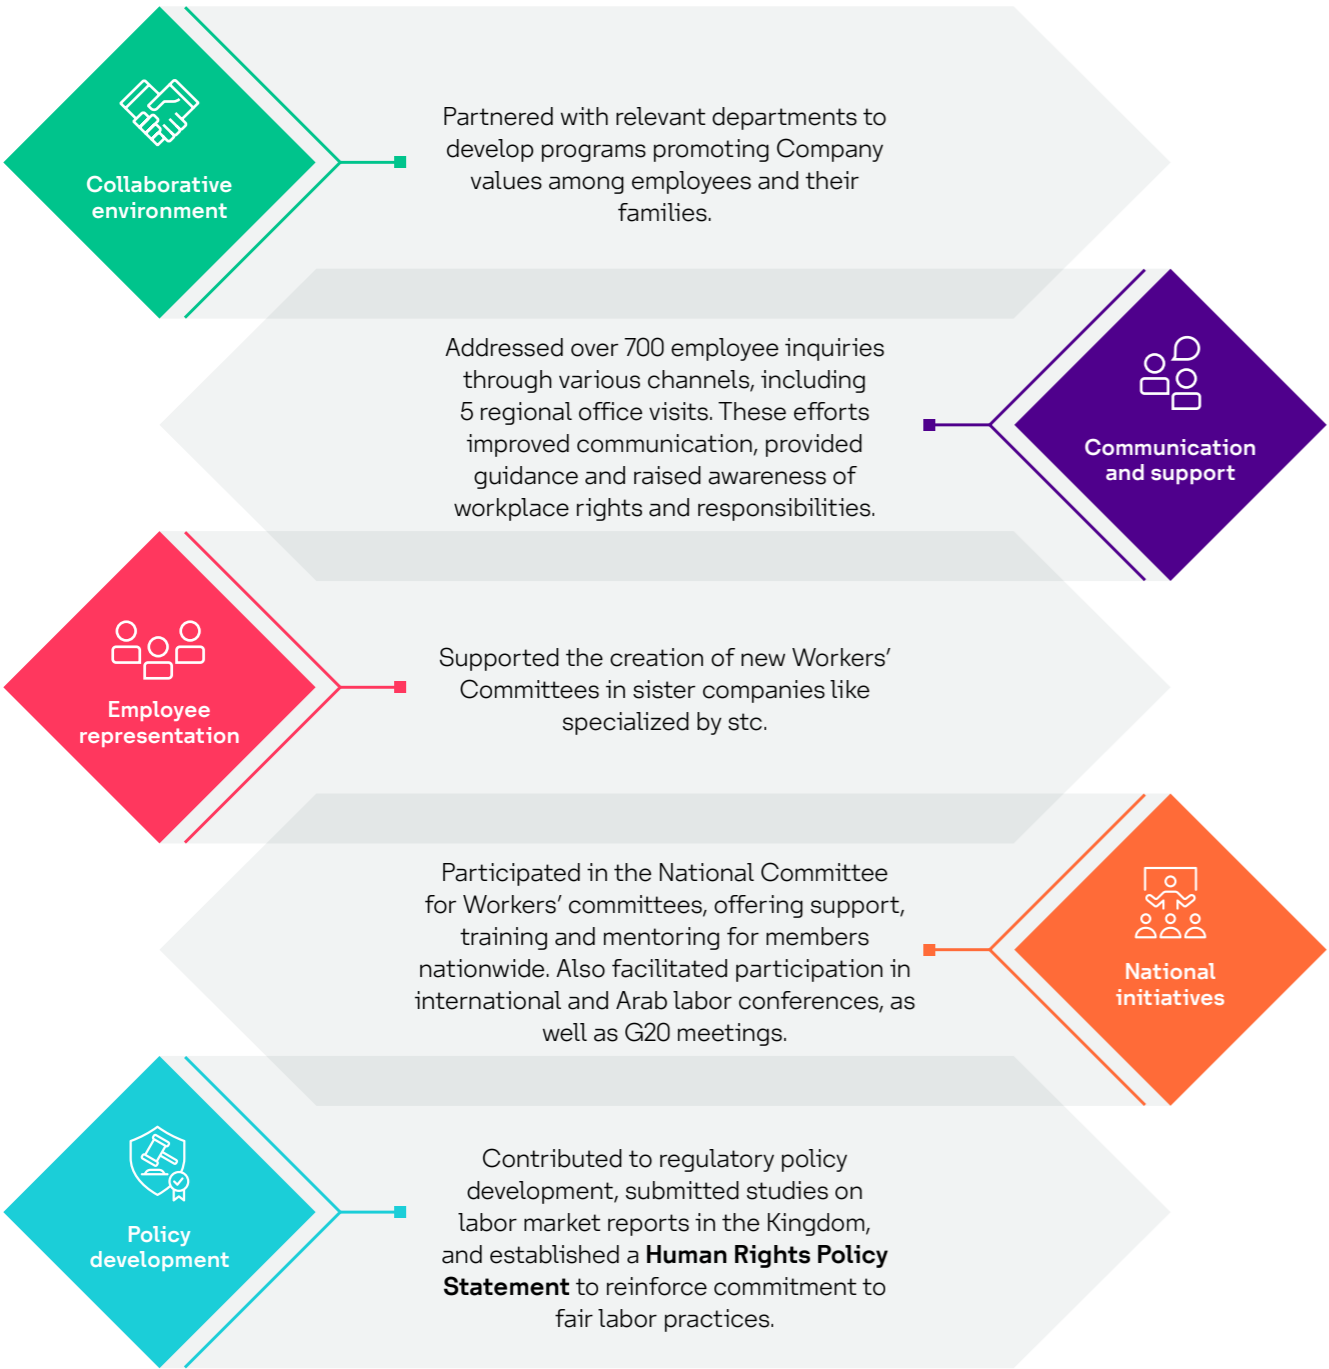 Collaborative
environment
Partnered with relevant departments to
develop programs promoting Company
values among employees and their
families.
Addressed over 700 employee inquiries
through various channels, including
5 regional office visits. These efforts
improved communication, provided
guidance and raised awareness of
workplace rights and responsibilities.
Communication
and support
Employee
representation
Supported the creation of new Workers’
Committees in sister companies like
specialized by stc.
Participated in the National Committee
for Workers’ committees, offering support,
training and mentoring for members
nationwide. Also facilitated participation in
international and Arab labor conferences, as
well as G20 meetings.
National
initiatives
Policy
development
Contributed to regulatory policy
development, submitted studies on
labor market reports in the Kingdom,
and established a Human Rights Policy
Statement to reinforce commitment to
fair labor practices.